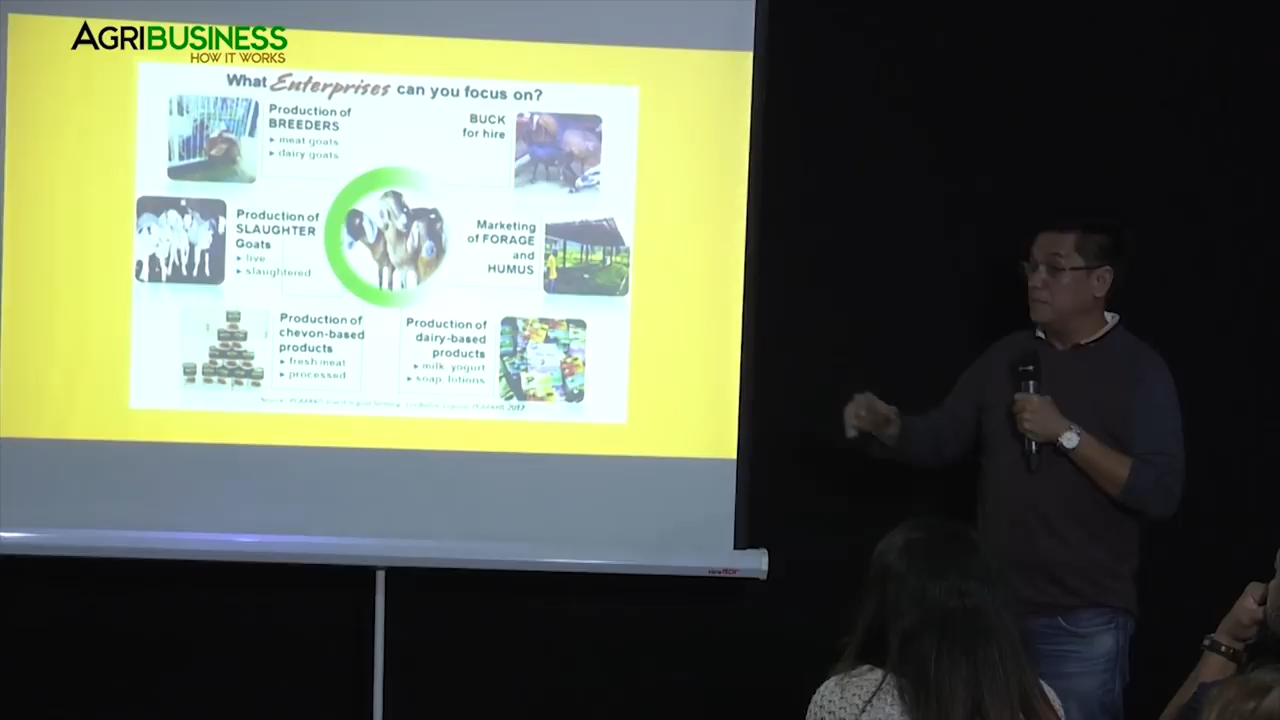 AGRIBUSINESS
HOW IT WORKS
What Enterprises can you focus on?
Production of
BREEDERS
▸ meat goats
▸ dairy goats
BUCK
for hire
Production of
SLAUGHTER
Goats
▸ live
▸ slaughtered
Marketing
of FORAGE
and
HUMUS
Production of
chevon-based
products
▸ fresh meat
▸ processed
Production of
dairy-based
products
▸ milk, yogurt
▸ soap, lotions
2017